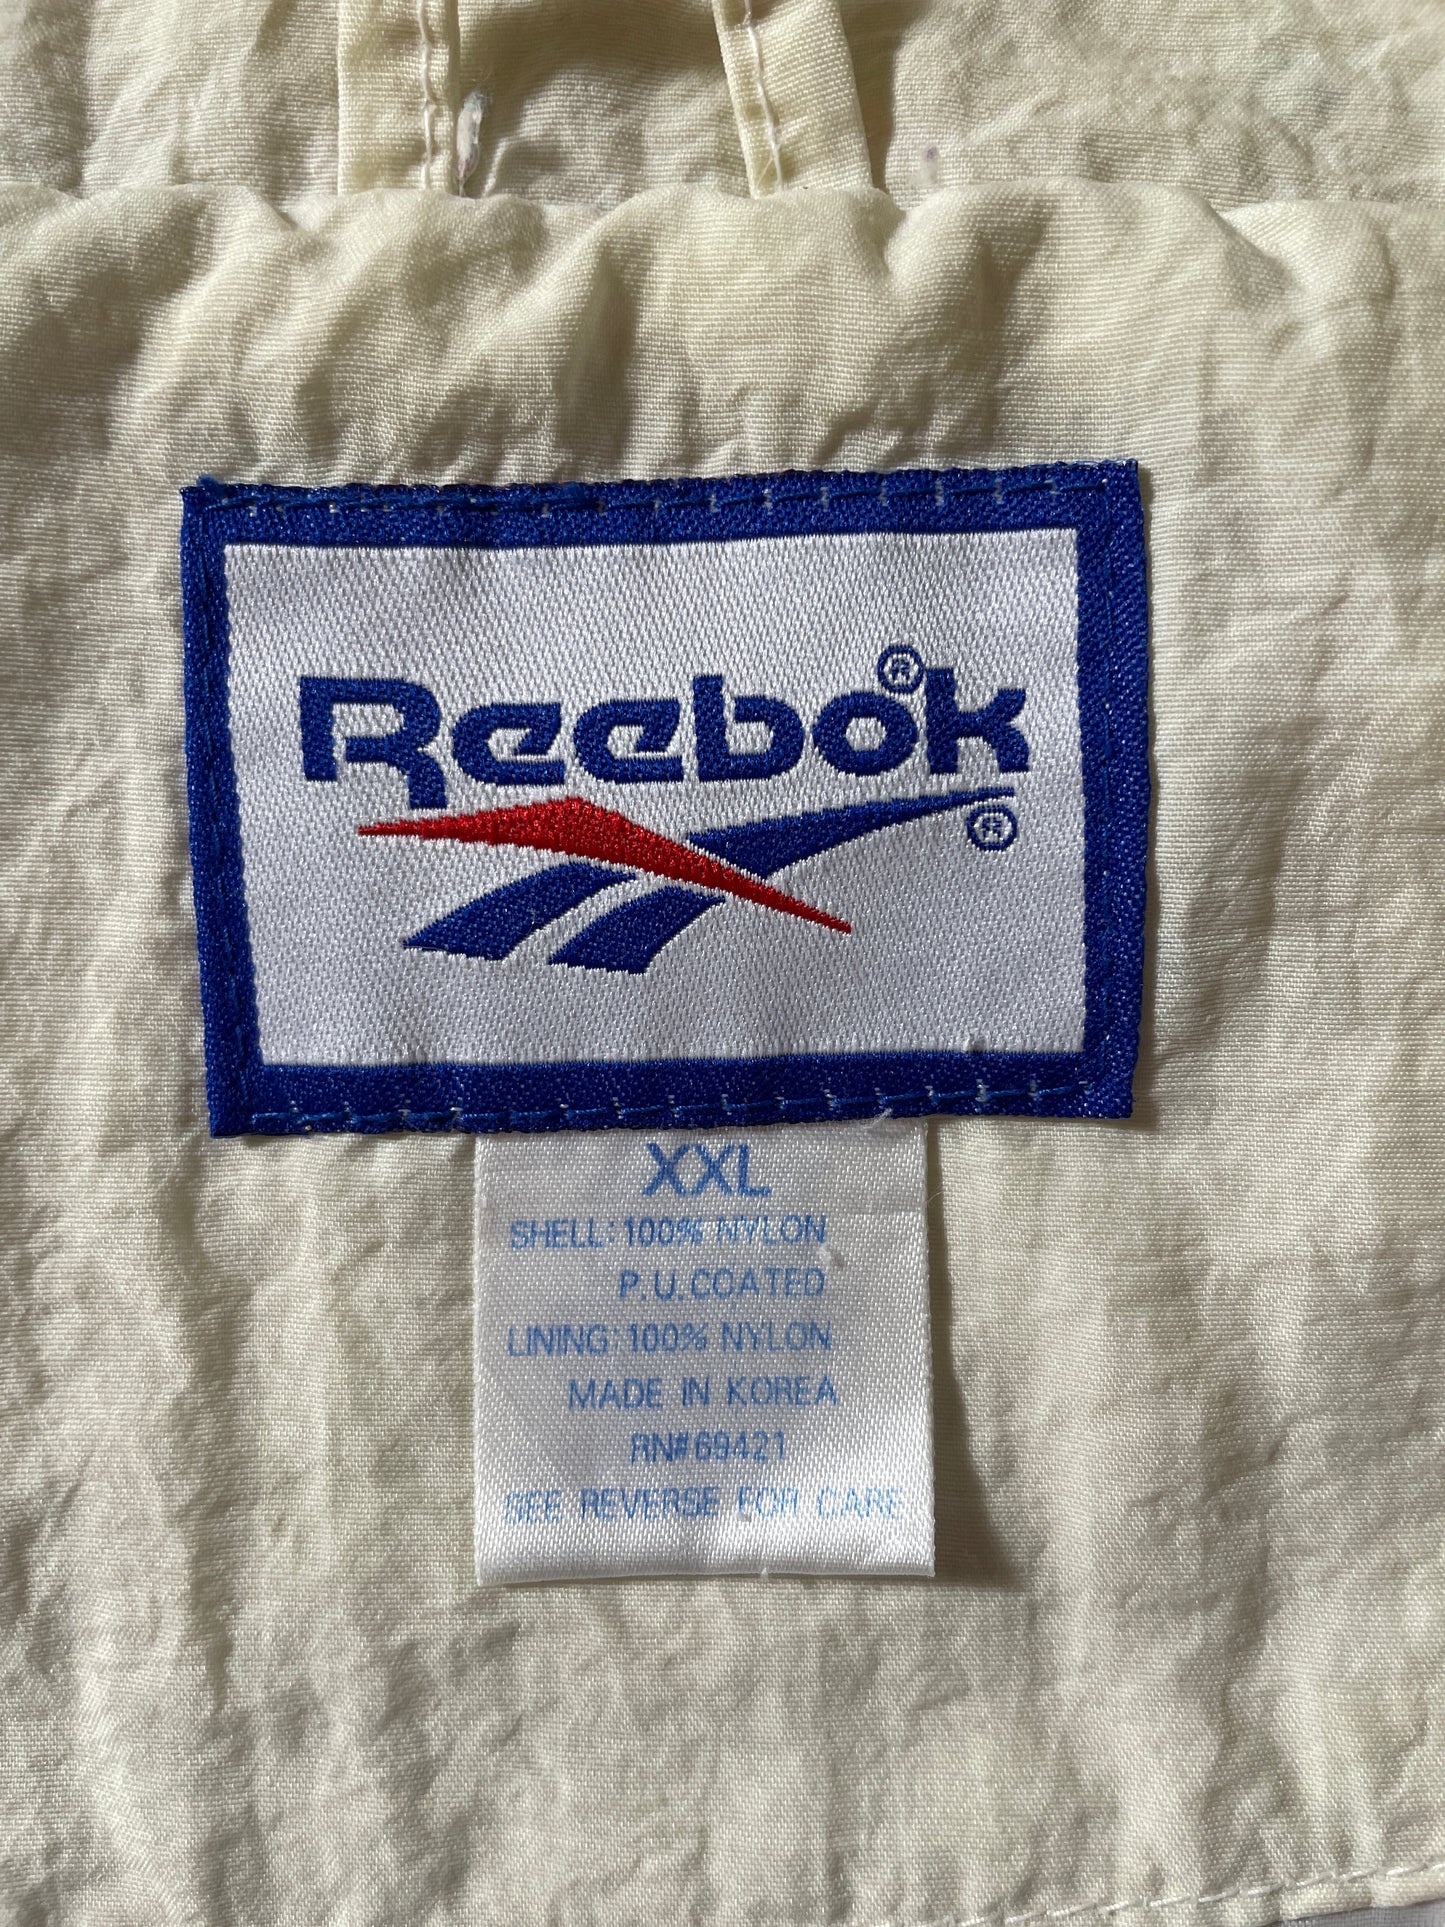 Reebok®
®
XXL
SHELL: 100% NYLON
P.U.COATED
LINING: 100% NYLON
MADE IN KOREA
RN#69421
SEE REVERSE FOR CARE